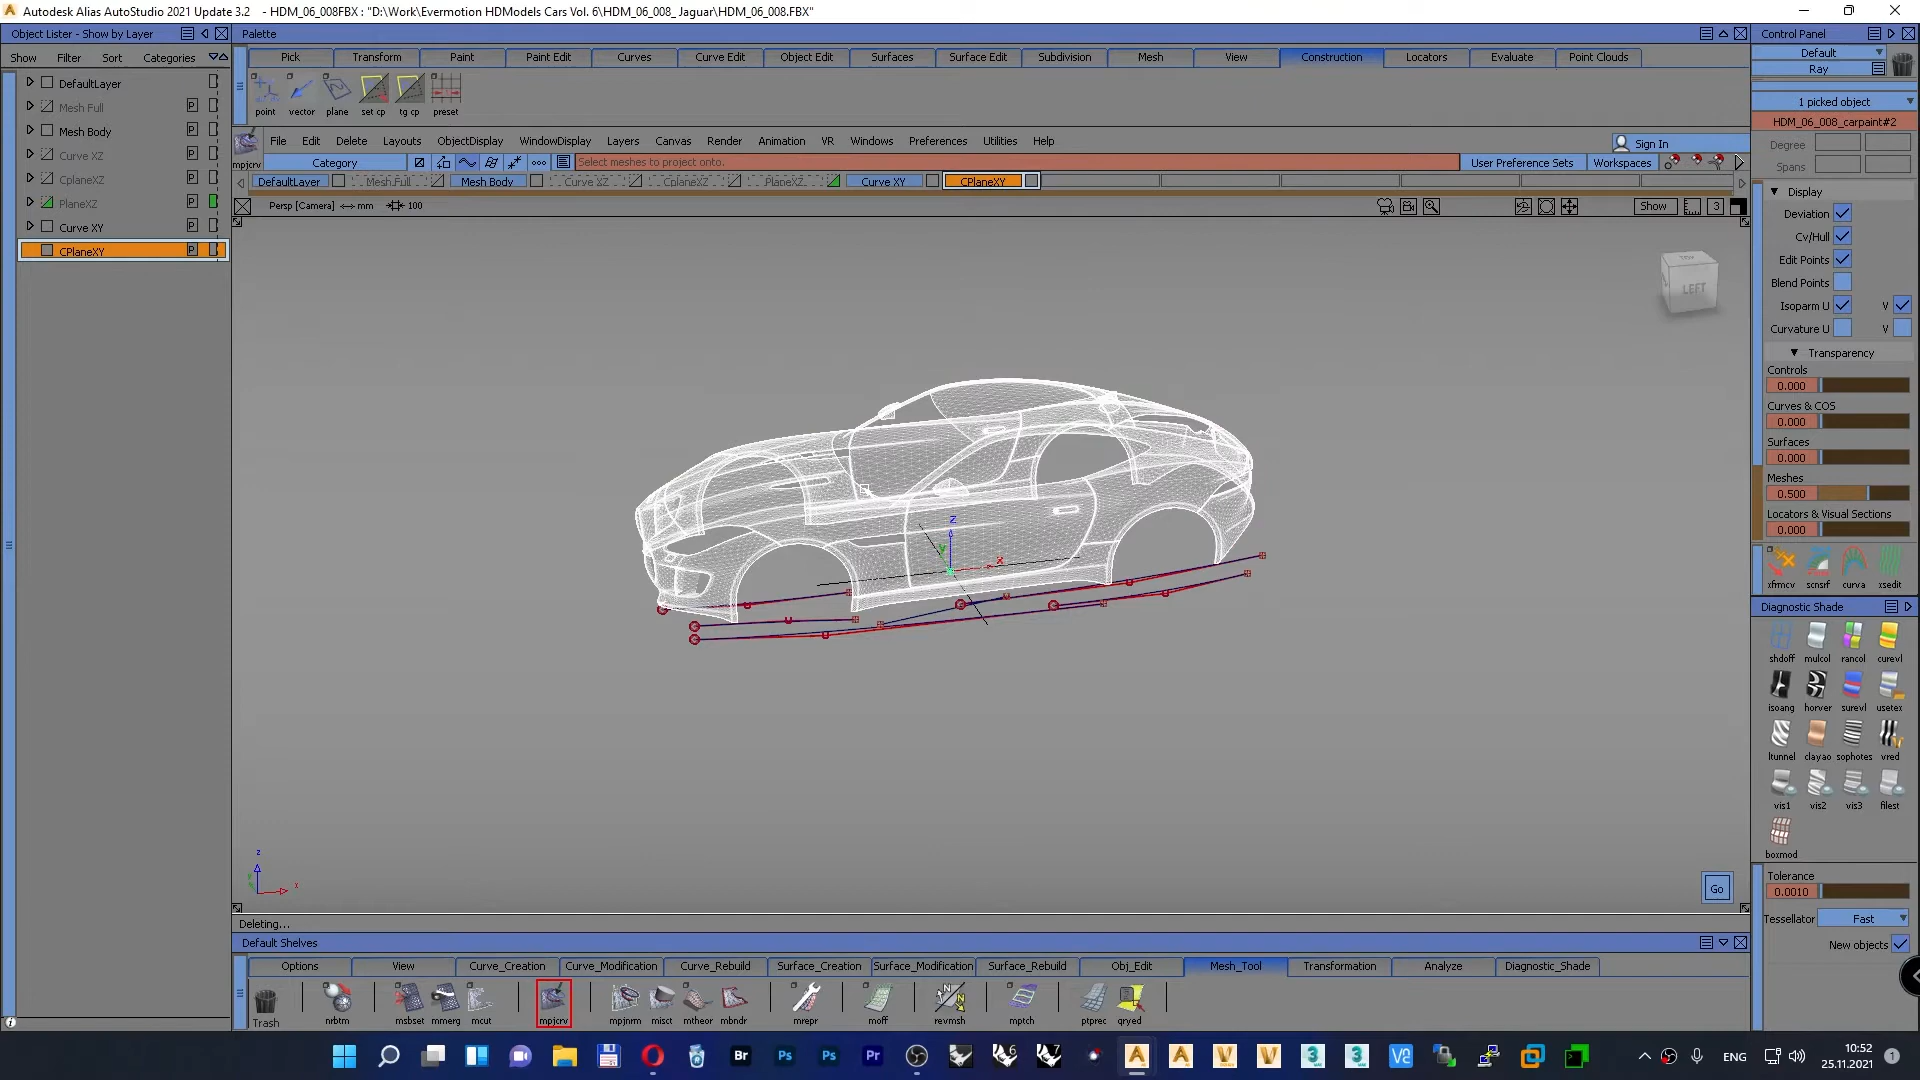 Autodesk Alias AutoStudio 2021 Update 3.2 - HDM_06_008FBX : "D:\Work\Evermotion HDModels Cars Vol. 6\HDM_06_008_ Jaguar\HDM_06_008.FBX"
Object Lister - Show by Layer
Palette
Control Panel
Show Filter Sort Categories
Pick Transform Paint Paint Edit Curves Curve Edit Object Edit Surfaces Surface Edit Subdivision Mesh View Construction Locators Evaluate Point Clouds
Default
Ray
DefaultLayer
Mesh Full P
Mesh Body P
Curve XZ P
CplaneXZ P
PlaneXZ P
Curve XY P
CPlaneXY P
point vector plane set cp tg cp preset
1 picked object
HDM_06_008_carpaint#2
mpjcrv
File Edit Delete Layouts ObjectDisplay WindowDisplay Layers Canvas Render Animation VR Windows Preferences Utilities Help
Sign In
Category
Select meshes to project onto.
User Preference Sets Workspaces
DefaultLayer Mesh Full Mesh Body Curve XZ CplaneXZ PlaneXZ Curve XY CPlaneXY
Persp [Camera] mm 100
Show 3
LEFT
Degree
Spans
Display
Deviation
Cv/Hull
Edit Points
Blend Points
Isoparm U V
Curvature U V
Transparency
Controls
0.000
Curves & COS
0.000
Surfaces
0.000
Meshes
0.500
Locators & Visual Sections
0.000
xfrmcv scnsrf curva xsedit
Diagnostic Shade
shdoff mulcol rancol curevl
isoang horver surevl usetex
ltunnel clayao sophotes vred
vis1 vis2 vis3 filest
boxmod
z
y
x
z
x
Go
Tolerance
0.0010
Tessellator Fast
New objects
Deleting...
Default Shelves
Options View Curve_Creation Curve_Modification Curve_Rebuild Surface_Creation Surface_Modification Surface_Rebuild Obj_Edit Mesh_Tool Transformation Analyze Diagnostic_Shade
Trash nrbtm msbset mmerg mcut mpjcrv mpjnrm misct mtheor mbndr mrepr moff revmsh mptch ptprec qryed
Br Ps Ps Pr 6 7 3 3
ENG
10:52
25.11.2021
1